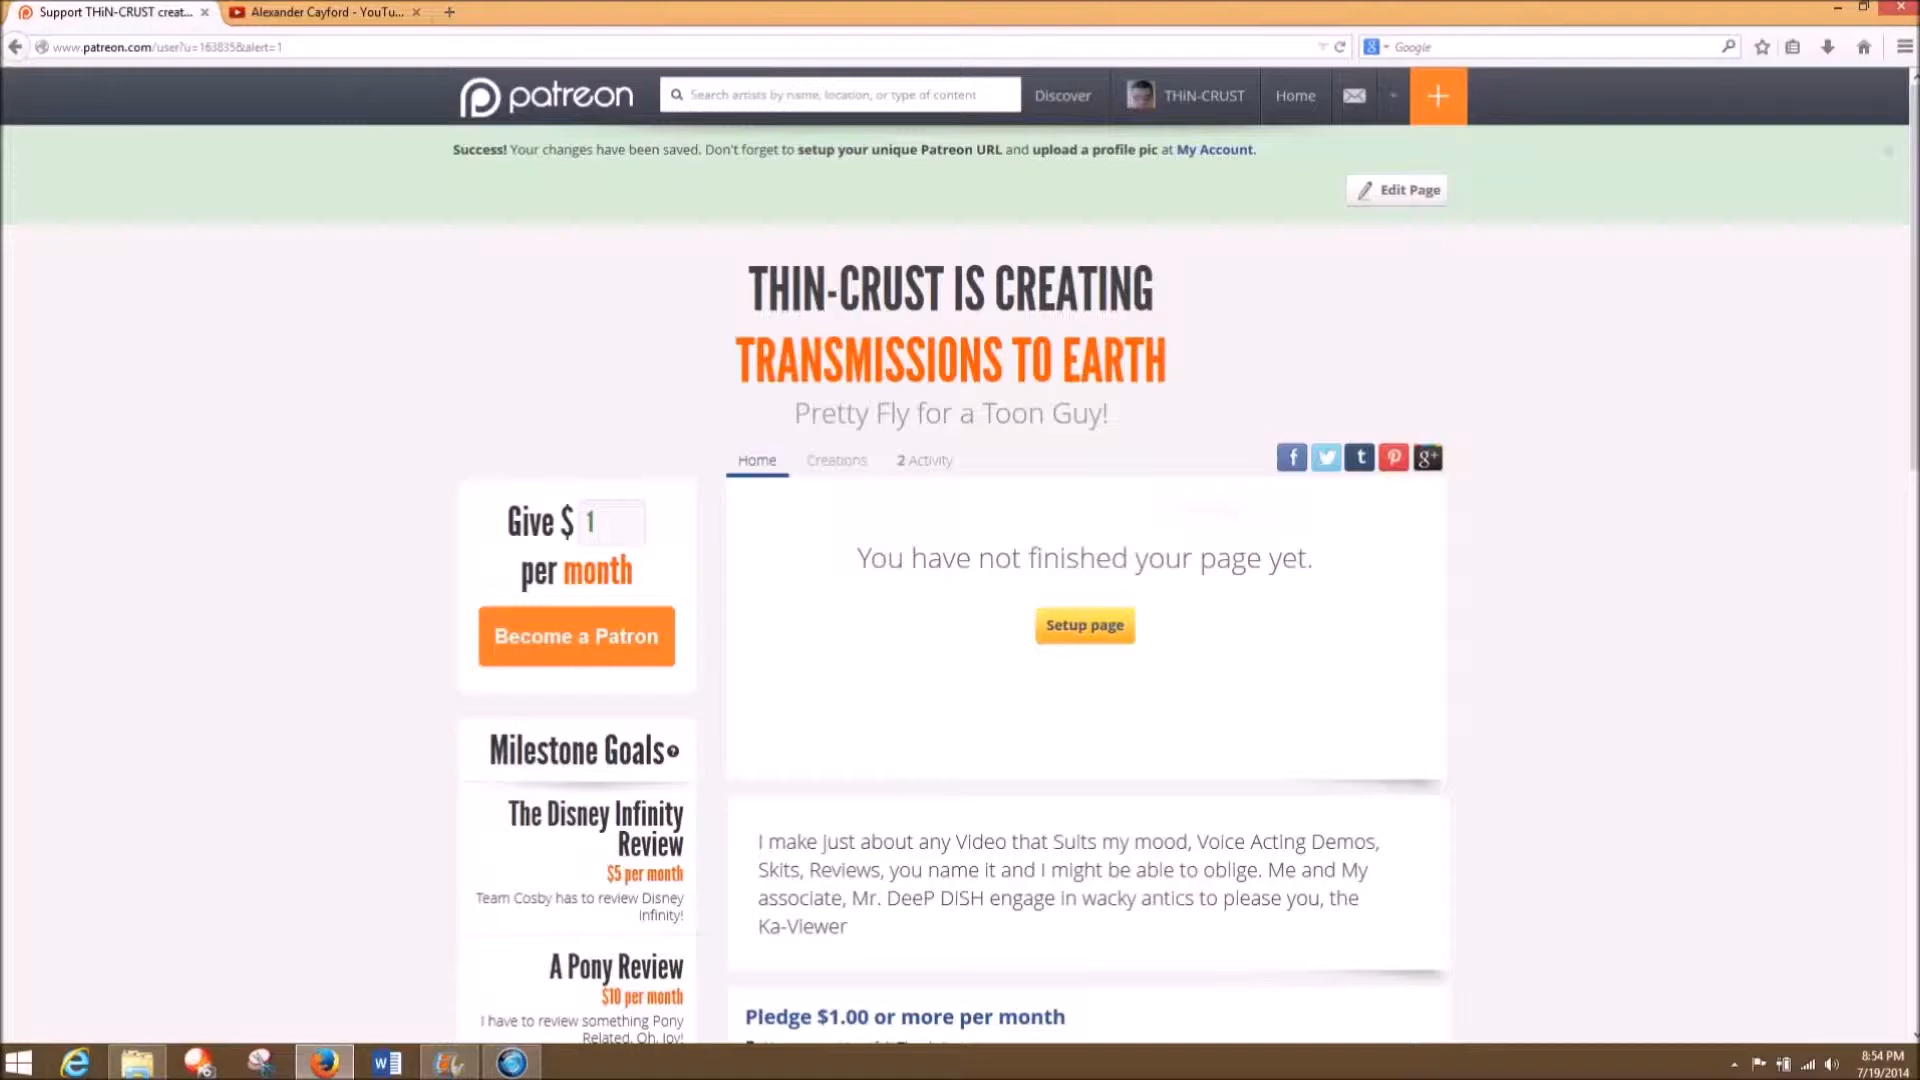 Support THiN-CRUST creat...
Alexander Cayford - YouTu...
www.patreon.com/user?u=163835&alert=1
Google
patreon
Search artists by name, location, or type of content
Discover
THiN-CRUST
Home
Success! Your changes have been saved. Don't forget to setup your unique Patreon URL and upload a profile pic at My Account.
Edit Page
THIN-CRUST IS CREATING
TRANSMISSIONS TO EARTH
Pretty Fly for a Toon Guy!
Home
Creations
2 Activity
Give $ 1
per month
Become a Patron
You have not finished your page yet.
Setup page
Milestone Goals
The Disney Infinity
Review
$5 per month
Team Cosby has to review Disney
Infinity!
A Pony Review
$10 per month
I have to review something Pony
Related. Oh, Joy!
I make just about any Video that Suits my mood, Voice Acting Demos,
Skits, Reviews, you name it and I might be able to oblige. Me and My
associate, Mr. DeeP DiSH engage in wacky antics to please you, the
Ka-Viewer
Pledge $1.00 or more per month
8:54 PM
7/19/2014